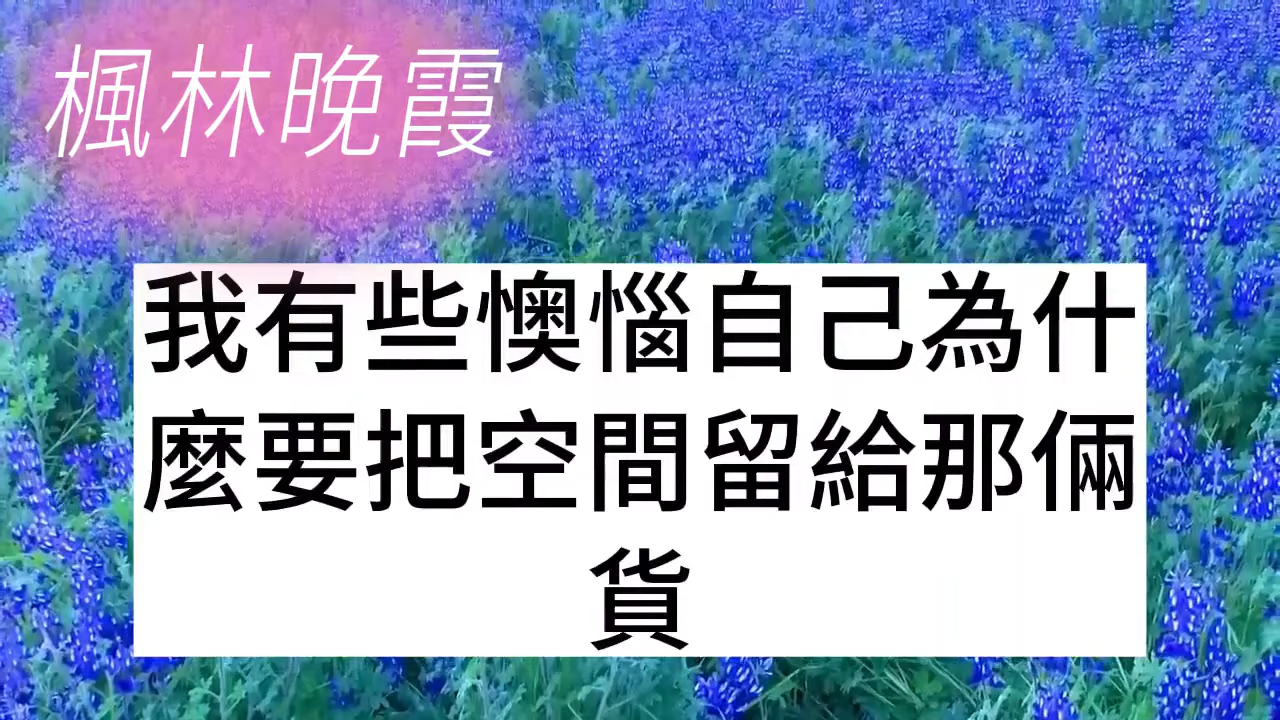 楓林晚霞
我有些懊惱自己為什
麼要把空間留給那倆
貨